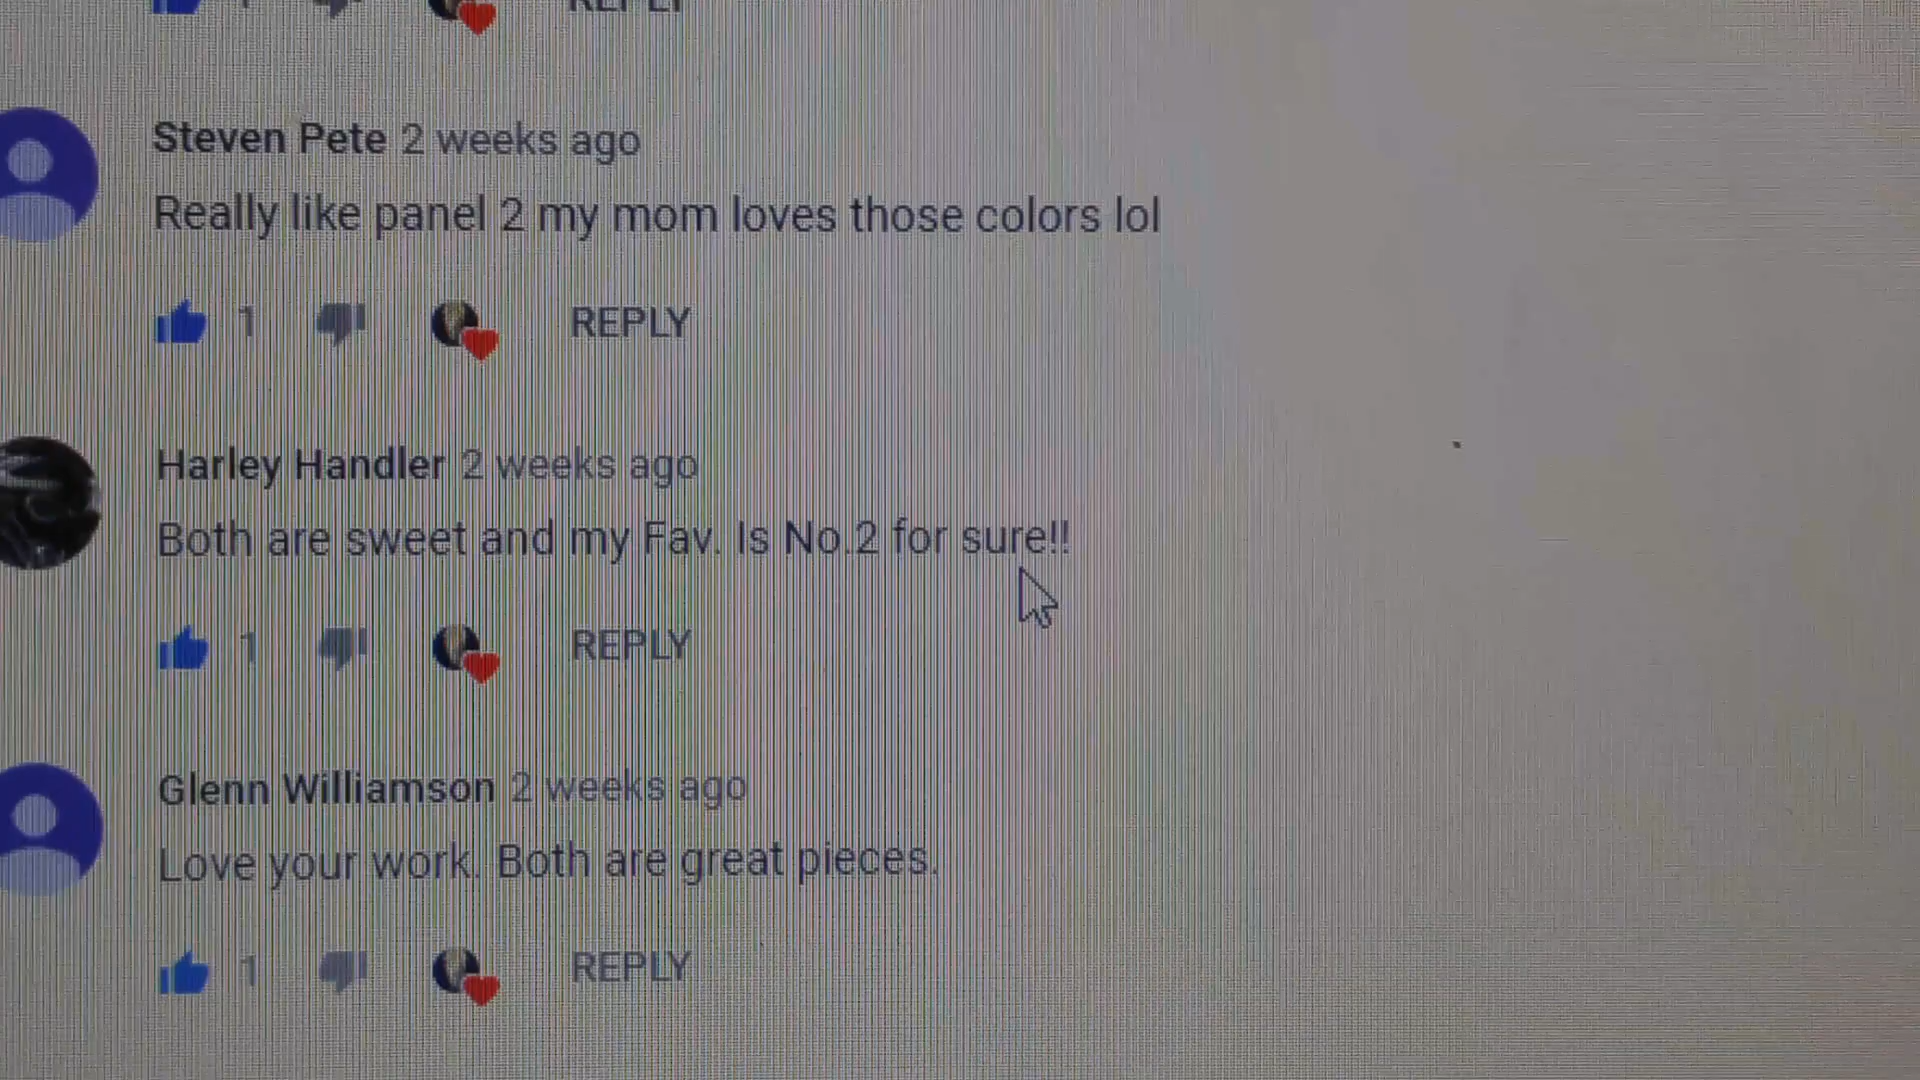 REPLY
Steven Pete 2 weeks ago
Really like panel 2 my mom loves those colors lol
1 REPLY
Harley Handler 2 weeks ago
Both are sweet and my Fav. Is No.2 for sure!!
1 REPLY
Glenn Williamson 2 weeks ago
Love your work. Both are great pieces.
1 REPLY